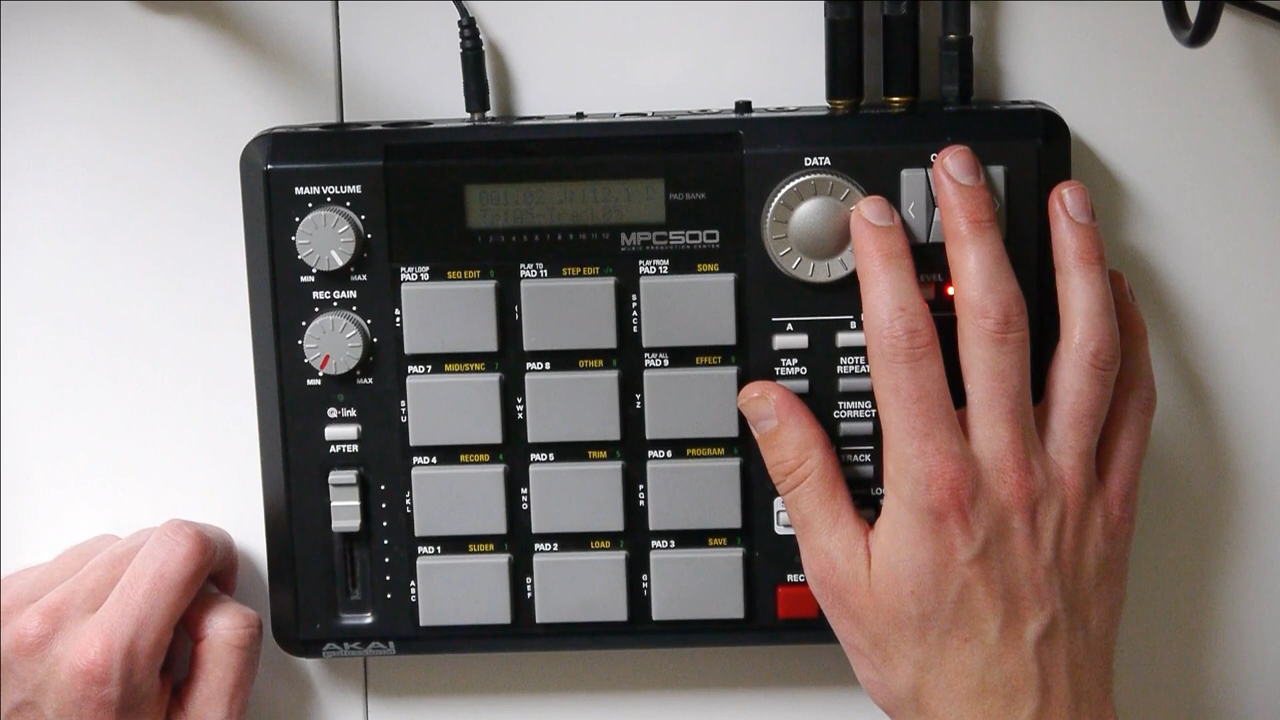 DATA
MAIN VOLUME
MIN MAX
PAD BANK
1 2 3 4 5 6 7 8 9 10 11 12
MPC500
MUSIC PRODUCTION CENTER
REC GAIN
MIN MAX
PLAY LOOP
PAD 10 SEQ EDIT 0
PLAY TO
PAD 11 STEP EDIT
PLAY FROM
PAD 12 SONG
SPACE
A B
TAP
TEMPO
NOTE
REPEAT
TIMING
CORRECT
TRACK
PAD 7 MIDI/SYNC 7
PAD 8 OTHER 8
PLAY ALL
PAD 9 EFFECT 9
STU
VWX
YZ
Q-link
AFTER
PAD 4 RECORD 4
PAD 5 TRIM 5
PAD 6 PROGRAM 6
JKL
MNO
PQR
PAD 1 SLIDER 1
PAD 2 LOAD 2
PAD 3 SAVE 3
ABC
DEF
GHI
REC
AKAI
professional